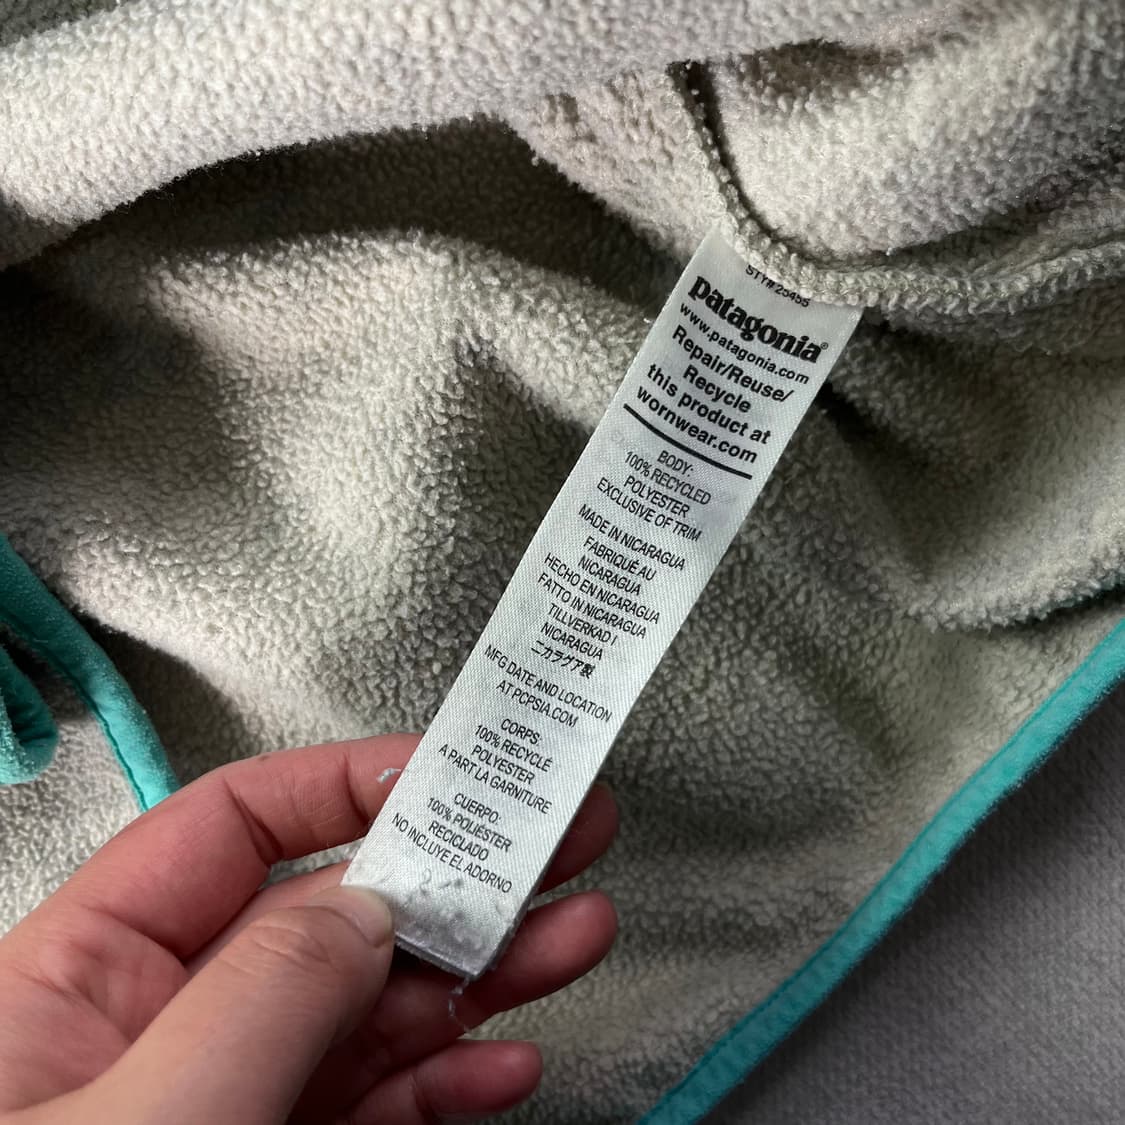 STY# 25455
patagonia®
www.patagonia.com
Repair/Reuse/
Recycle
this product at
wornwear.com
BODY:
100% RECYCLED
POLYESTER
EXCLUSIVE OF TRIM
MADE IN NICARAGUA
FABRIQUÉ AU
NICARAGUA
HECHO EN NICARAGUA
FATTO IN NICARAGUA
TILLVERKAD I
NICARAGUA
ニカラグア製
MFG DATE AND LOCATION
AT PCPSIA.COM
CORPS:
100% RECYCLÉ
POLYESTER
A PART LA GARNITURE
CUERPO:
100% POLIÉSTER
RECICLADO
NO INCLUYE EL ADORNO